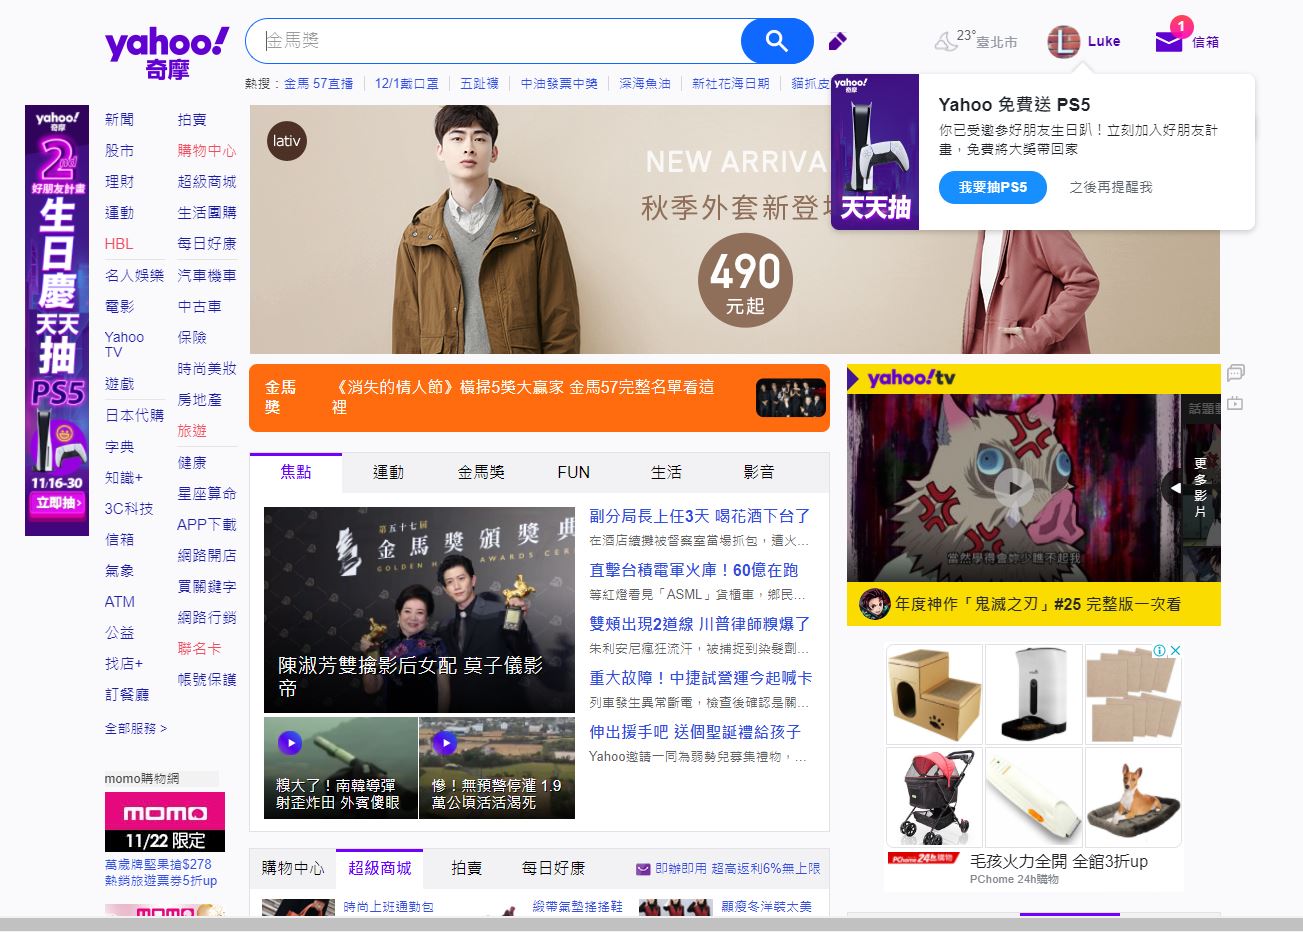 yahoo!
奇摩
金馬獎
23°
臺北市
Luke
1
信箱
熱搜：
金馬 57直播
12/1戴口罩
五趾襪
中油發票中獎
深海魚油
新社花海日期
貓抓皮
yahoo!
奇摩
天天抽
Yahoo 免費送 PS5
你已受邀參好朋友生日趴！立刻加入好朋友計
畫，免費將大獎帶回家
我要抽PS5
之後再提醒我
yahoo!
奇摩
2nd
好朋友計畫
生日慶
天天抽
PS5
11/16-30
立即抽›
新聞
拍賣
股市
購物中心
理財
超級商城
運動
生活團購
HBL
每日好康
名人娛樂
汽車機車
電影
中古車
Yahoo
TV
保險
時尚美妝
遊戲
房地產
日本代購
旅遊
字典
健康
知識+
星座算命
3C科技
APP下載
信箱
網路開店
氣象
買關鍵字
ATM
網路行銷
公益
聯名卡
找店+
帳號保護
訂餐廳
全部服務 >
momo購物網
momo
11/22 限定
萬歲牌堅果搶$278
熱銷旅遊票券5折up
lativ
NEW ARRIVA
秋季外套新登
490
元起
金馬
獎
《消失的情人節》橫掃5獎大贏家 金馬57完整名單看這
裡
焦點
運動
金馬獎
FUN
生活
影音
第五十七屆
金馬獎頒獎典
GOLDEN H
AWARDS CERE
陳淑芳雙擒影后女配 莫子儀影
帝
糗大了！南韓導彈
射歪炸田 外賓傻眼
慘！無預警停灌 1.9
萬公頃活活渴死
副分局長上任3天 喝花酒下台了
在酒店續攤被督察室當場抓包，遭火…
直擊台積電軍火庫！60億在跑
等紅燈看見「ASML」貨櫃車，鄉民…
雙頰出現2道線 川普律師糗爆了
朱利安尼瘋狂流汗，被捕捉到染髮劑…
重大故障！中捷試營運今起喊卡
列車發生異常斷電，檢查後確認是關…
伸出援手吧 送個聖誕禮給孩子
Yahoo邀請一同為弱勢兒募集禮物，…
yahoo!tv
話題
更多影片
當然學得會妳少瞧不起我
年度神作「鬼滅之刃」#25 完整版一次看
PChome 24h購物
毛孩火力全開 全館3折up
PChome 24h購物
購物中心
超級商城
拍賣
每日好康
即辦即用 超高返利6%無上限
時尚上班通勤包
緞帶氣墊搖搖鞋
顯瘦冬洋裝太美
momo